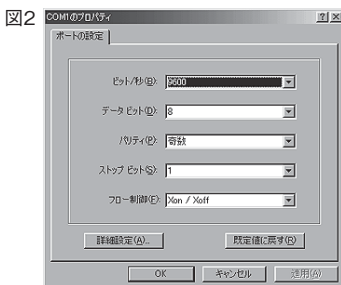 図2
COM1のプロパティ
ポートの設定
ビット/秒(B): 9600
データ ビット(D): 8
パリティ(P): 奇数
ストップ ビット(S): 1
フロー制御(F): Xon / Xoff
詳細設定(A)... 既定値に戻す(R)
OK キャンセル 適用(A)